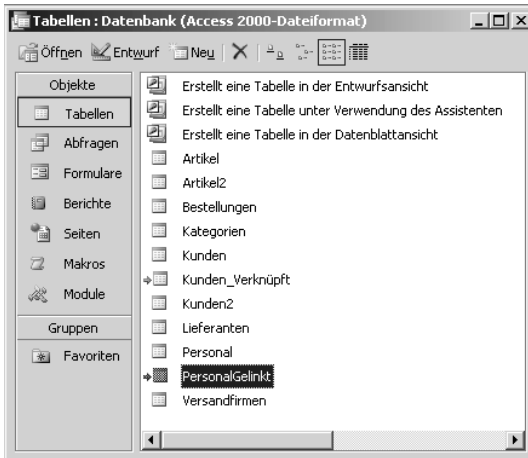 Tabellen : Datenbank (Access 2000-Dateiformat)
Öffnen Entwurf Neu
Objekte
Tabellen
Abfragen
Formulare
Berichte
Seiten
Makros
Module
Gruppen
Favoriten
Erstellt eine Tabelle in der Entwurfsansicht
Erstellt eine Tabelle unter Verwendung des Assistenten
Erstellt eine Tabelle in der Datenblattansicht
Artikel
Artikel2
Bestellungen
Kategorien
Kunden
Kunden_Verknüpft
Kunden2
Lieferanten
Personal
PersonalGelinkt
Versandfirmen